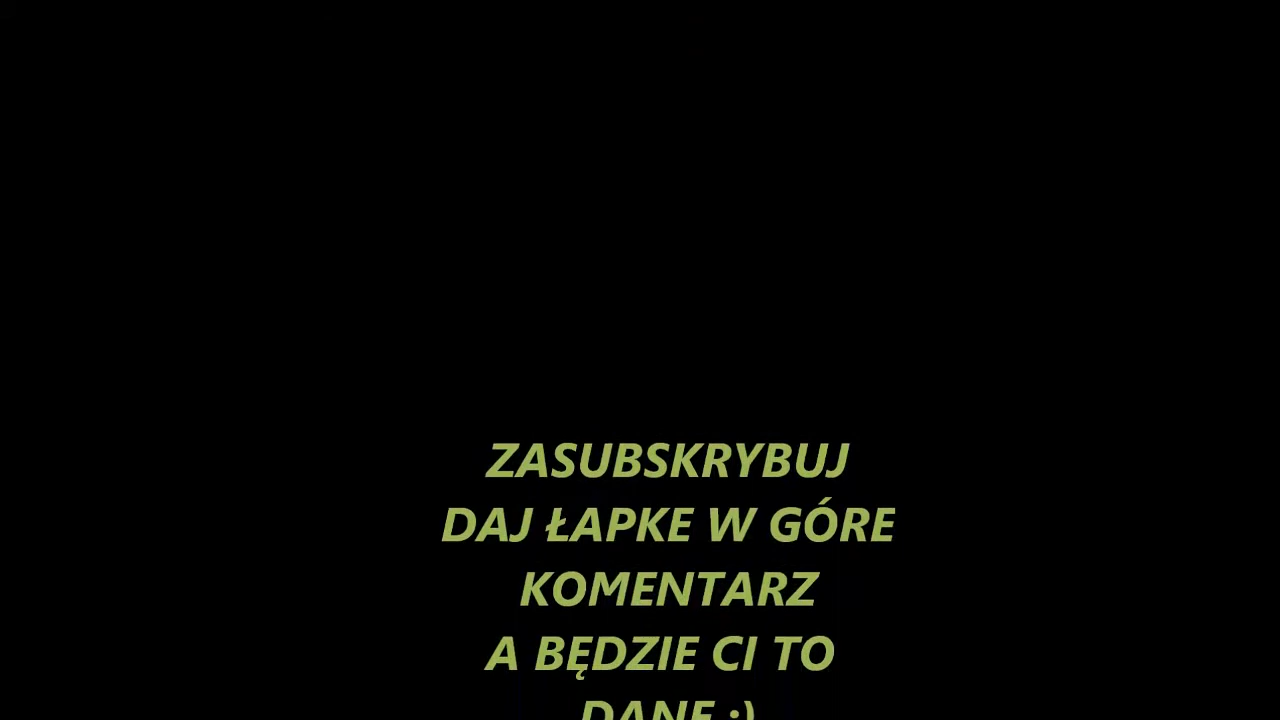 ZASUBSKRYBUJ
DAJ ŁAPKE W GÓRE
KOMENTARZ
A BĘDZIE CI TO
DANE :)